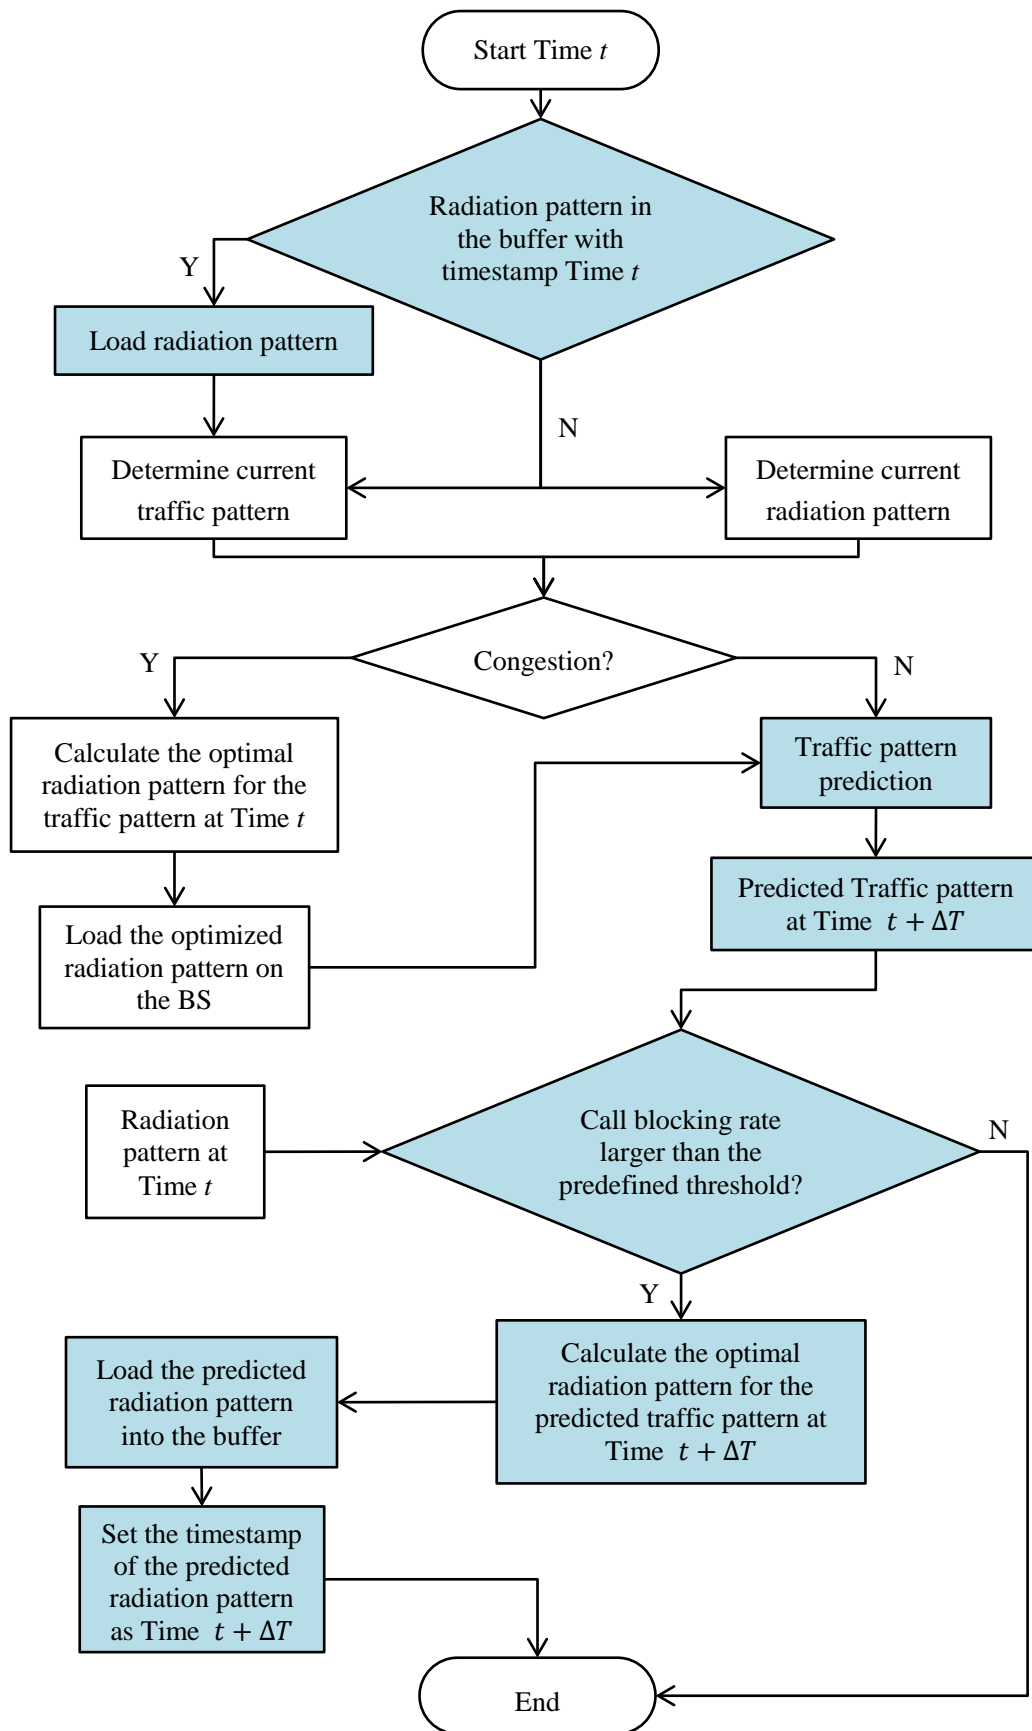 Start Time t
Radiation pattern in
the buffer with
timestamp Time t
Y
Load radiation pattern
N
Determine current
traffic pattern
Determine current
radiation pattern
Congestion?
Y
N
Calculate the optimal
radiation pattern for the
traffic pattern at Time t
Traffic pattern
prediction
Predicted Traffic pattern
at Time t + ΔT
Load the optimized
radiation pattern on
the BS
Radiation
pattern at
Time t
Call blocking rate
larger than the
predefined threshold?
N
Y
Calculate the optimal
radiation pattern for the
predicted traffic pattern at
Time t + ΔT
Load the predicted
radiation pattern
into the buffer
Set the timestamp
of the predicted
radiation pattern
as Time t + ΔT
End